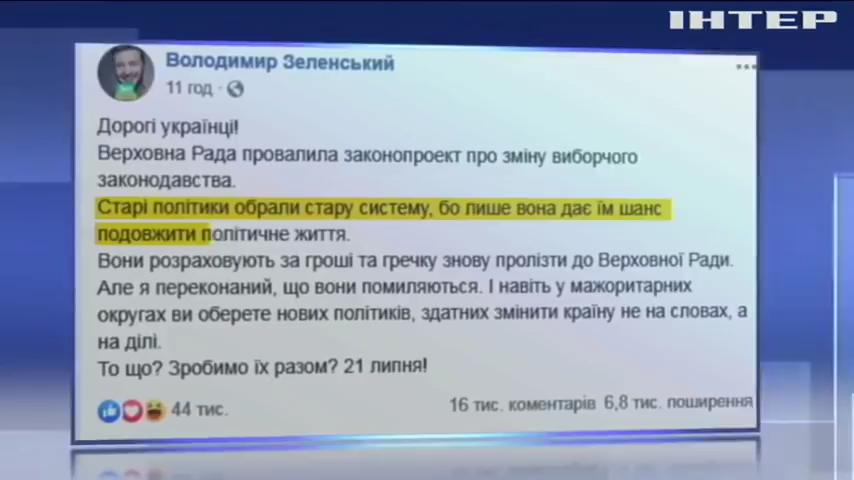 ІНТЕР
Володимир Зеленський
11 год ·
Дорогі українці!
Верховна Рада провалила законопроект про зміну виборчого
законодавства.
Старі політики обрали стару систему, бо лише вона дає їм шанс
подовжити політичне життя.
Вони розраховують за гроші та гречку знову пролізти до Верховної Ради.
Але я переконаний, що вони помиляються. І навіть у мажоритарних
округах ви оберете нових політиків, здатних змінити країну не на словах, а
на ділі.
То що? Зробимо їх разом? 21 липня!
44 тис.
16 тис. коментарів 6,8 тис. поширення